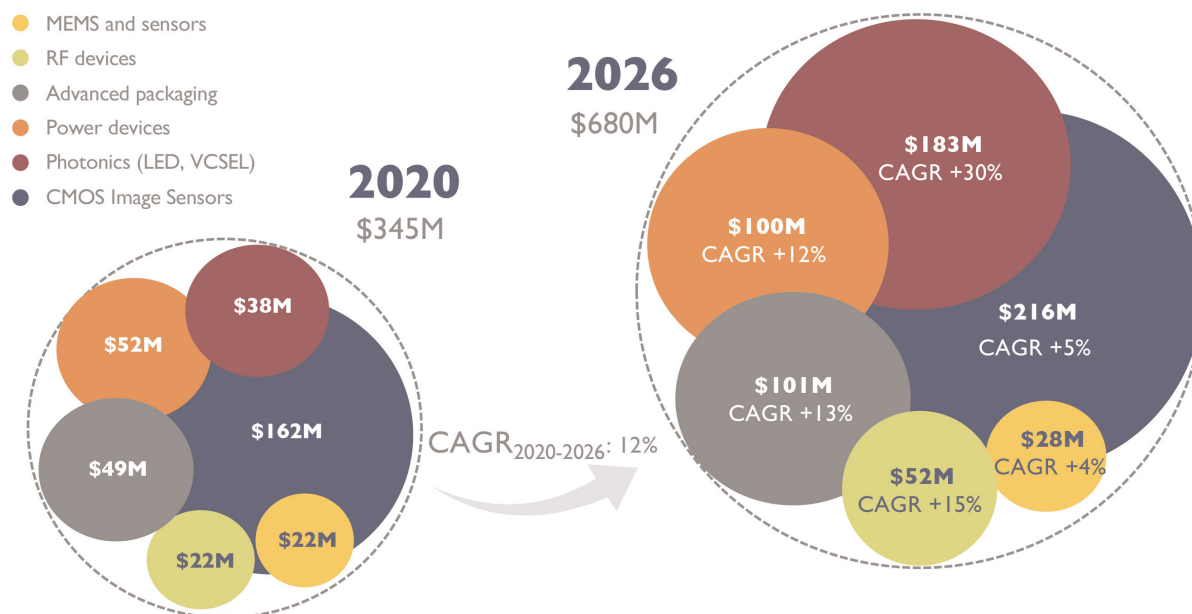 MEMS and sensors
RF devices
Advanced packaging
Power devices
Photonics (LED, VCSEL)
CMOS Image Sensors
2020
$345M
$38M
$52M
$162M
$49M
$22M
$22M
CAGR2020-2026: 12%
2026
$680M
$183M
CAGR +30%
$100M
CAGR +12%
$216M
CAGR +5%
$101M
CAGR +13%
$28M
CAGR +4%
$52M
CAGR +15%